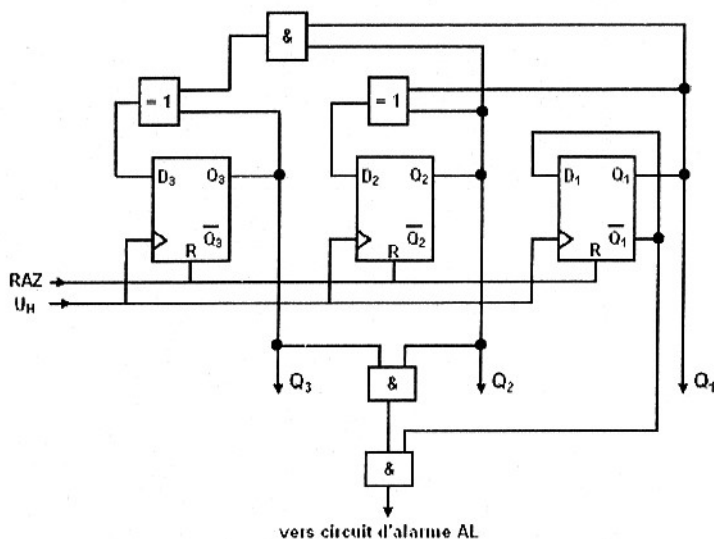 &
= 1
= 1
D₃ Q₃
Q̅₃
R
D₂ Q₂
Q̅₂
R
D₁ Q₁
Q̅₁
R
RAZ
U_H
Q₃
&
Q₂
Q₁
&
vers circuit d'alarme AL